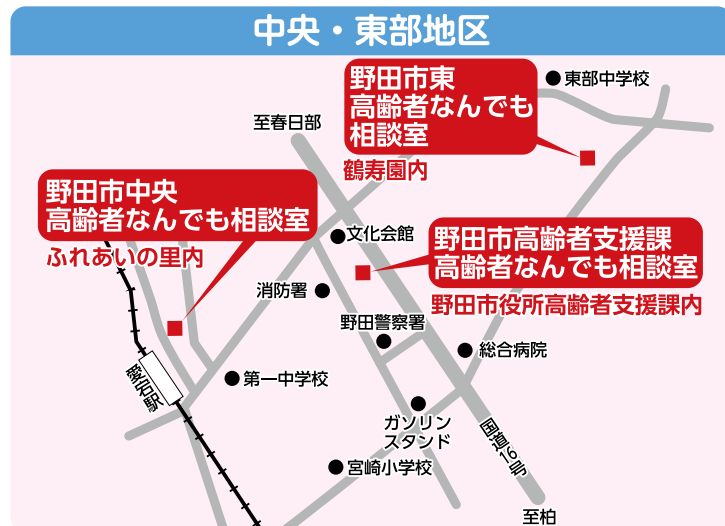 中央・東部地区
野田市東
高齢者なんでも
相談室
鶴寿園内
東部中学校
至春日部
野田市中央
高齢者なんでも相談室
ふれあいの里内
文化会館
野田市高齢者支援課
高齢者なんでも相談室
野田市役所高齢者支援課内
消防署
野田警察署
総合病院
愛宕駅
第一中学校
ガソリン
スタンド
国道16号
宮崎小学校
至柏